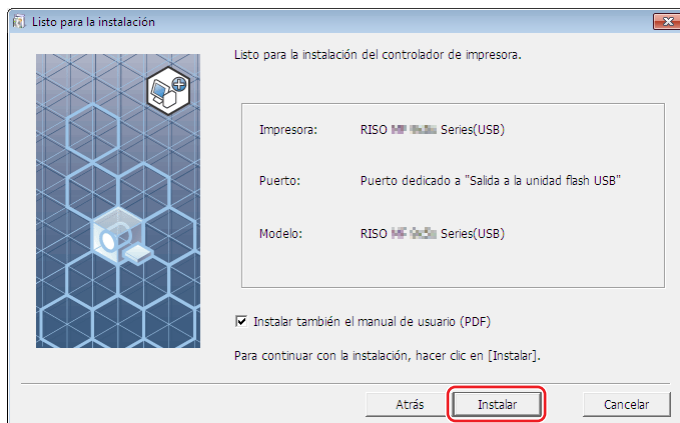 Listo para la instalación
Listo para la instalación del controlador de impresora.
Impresora: RISO Series(USB)
Puerto: Puerto dedicado a "Salida a la unidad flash USB"
Modelo: RISO Series(USB)
Instalar también el manual de usuario (PDF)
Para continuar con la instalación, hacer clic en [Instalar].
Atrás Instalar Cancelar